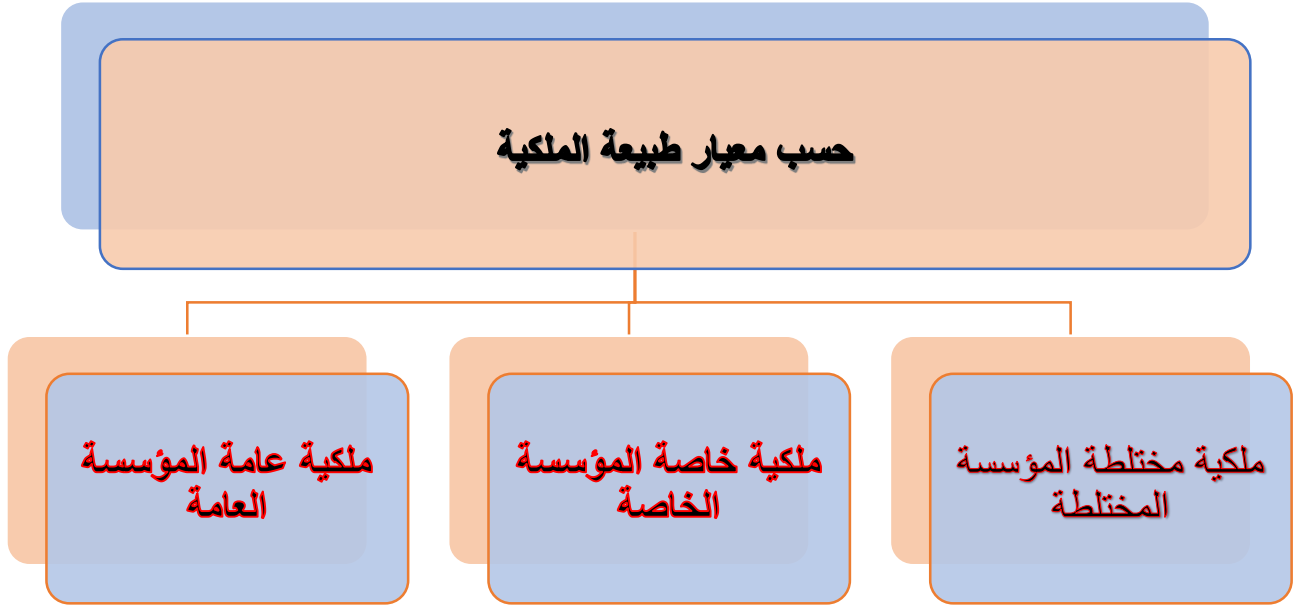 حسب معيار طبيعة الملكية
ملكية مختلطة المؤسسة
المختلطة
ملكية خاصة المؤسسة
الخاصة
ملكية عامة المؤسسة
العامة